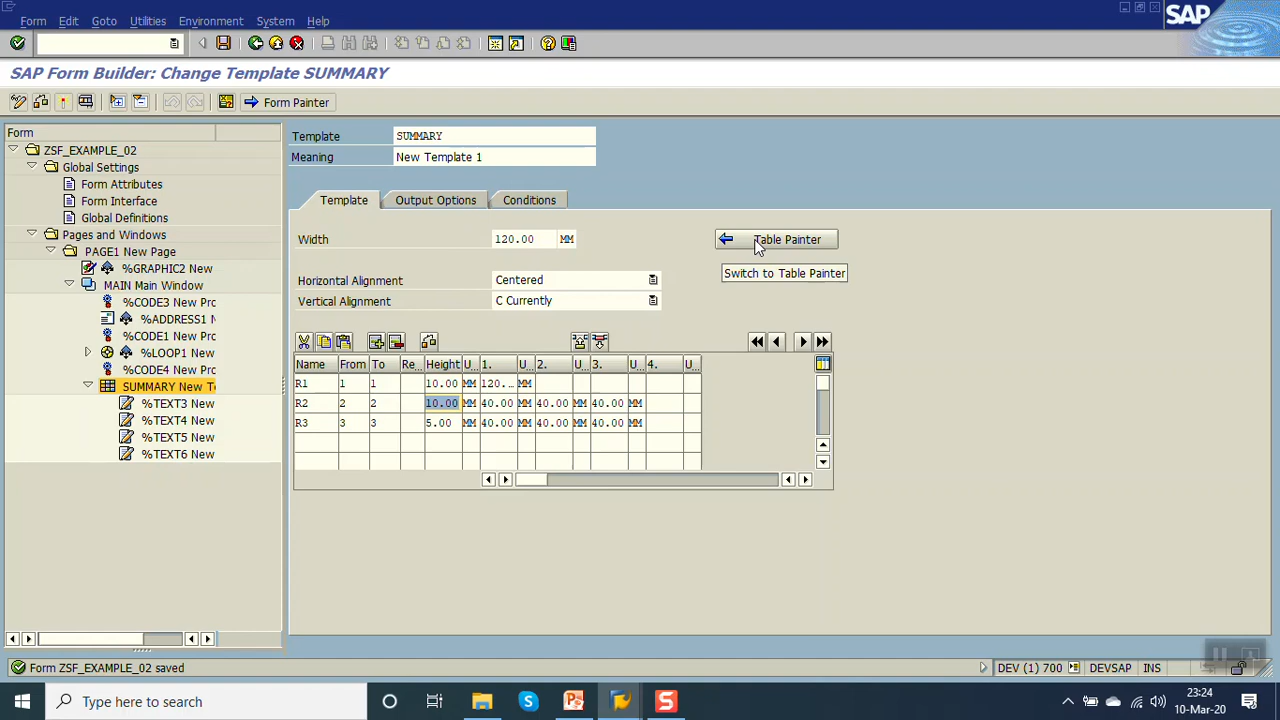 Form Edit Goto Utilities Environment System Help
SAP
SAP Form Builder: Change Template SUMMARY
Form Painter
Form
ZSF_EXAMPLE_02
Global Settings
Form Attributes
Form Interface
Global Definitions
Pages and Windows
PAGE1 New Page
%GRAPHIC2 New
MAIN Main Window
%CODE3 New Pro
%ADDRESS1 N
%CODE1 New Pro
%LOOP1 New
%CODE4 New Pro
SUMMARY New T
%TEXT3 New
%TEXT4 New
%TEXT5 New
%TEXT6 New
Template SUMMARY
Meaning New Template 1
Template Output Options Conditions
Width 120.00 MM
Table Painter
Switch to Table Painter
Horizontal Alignment Centered
Vertical Alignment C Currently
Name From To Re... Height U... 1. U... 2. U... 3. U... 4. U...
R1 1 1 10.00 MM 120... MM
R2 2 2 10.00 MM 40.00 MM 40.00 MM 40.00 MM
R3 3 3 5.00 MM 40.00 MM 40.00 MM 40.00 MM
Form ZSF_EXAMPLE_02 saved
DEV (1) 700 DEVSAP INS
Type here to search
23:24
10-Mar-20